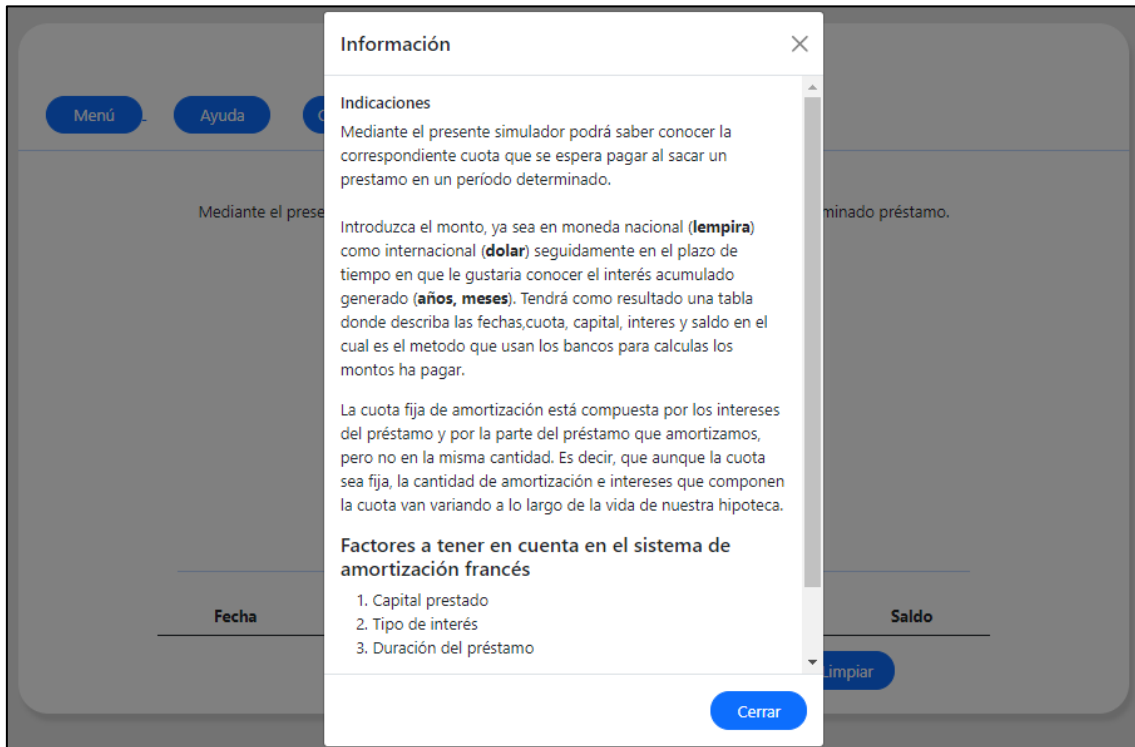 Información
Menú
Ayuda
Indicaciones
Mediante el presente simulador podrá saber conocer la
correspondiente cuota que se espera pagar al sacar un
prestamo en un período determinado.
Mediante el
minado préstamo.
Introduzca el monto, ya sea en moneda nacional (lempira)
como internacional (dolar) seguidamente en el plazo de
tiempo en que le gustaria conocer el interés acumulado
generado (años, meses). Tendrá como resultado una tabla
donde describa las fechas,cuota, capital, interes y saldo en el
cual es el metodo que usan los bancos para calculas los
montos ha pagar.
La cuota fija de amortización está compuesta por los intereses
del préstamo y por la parte del préstamo que amortizamos,
pero no en la misma cantidad. Es decir, que aunque la cuota
sea fija, la cantidad de amortización e intereses que componen
la cuota van variando a lo largo de la vida de nuestra hipoteca.
Factores a tener en cuenta en el sistema de
amortización francés
1. Capital prestado
2. Tipo de interés
3. Duración del préstamo
Fecha
Saldo
Limpiar
Cerrar